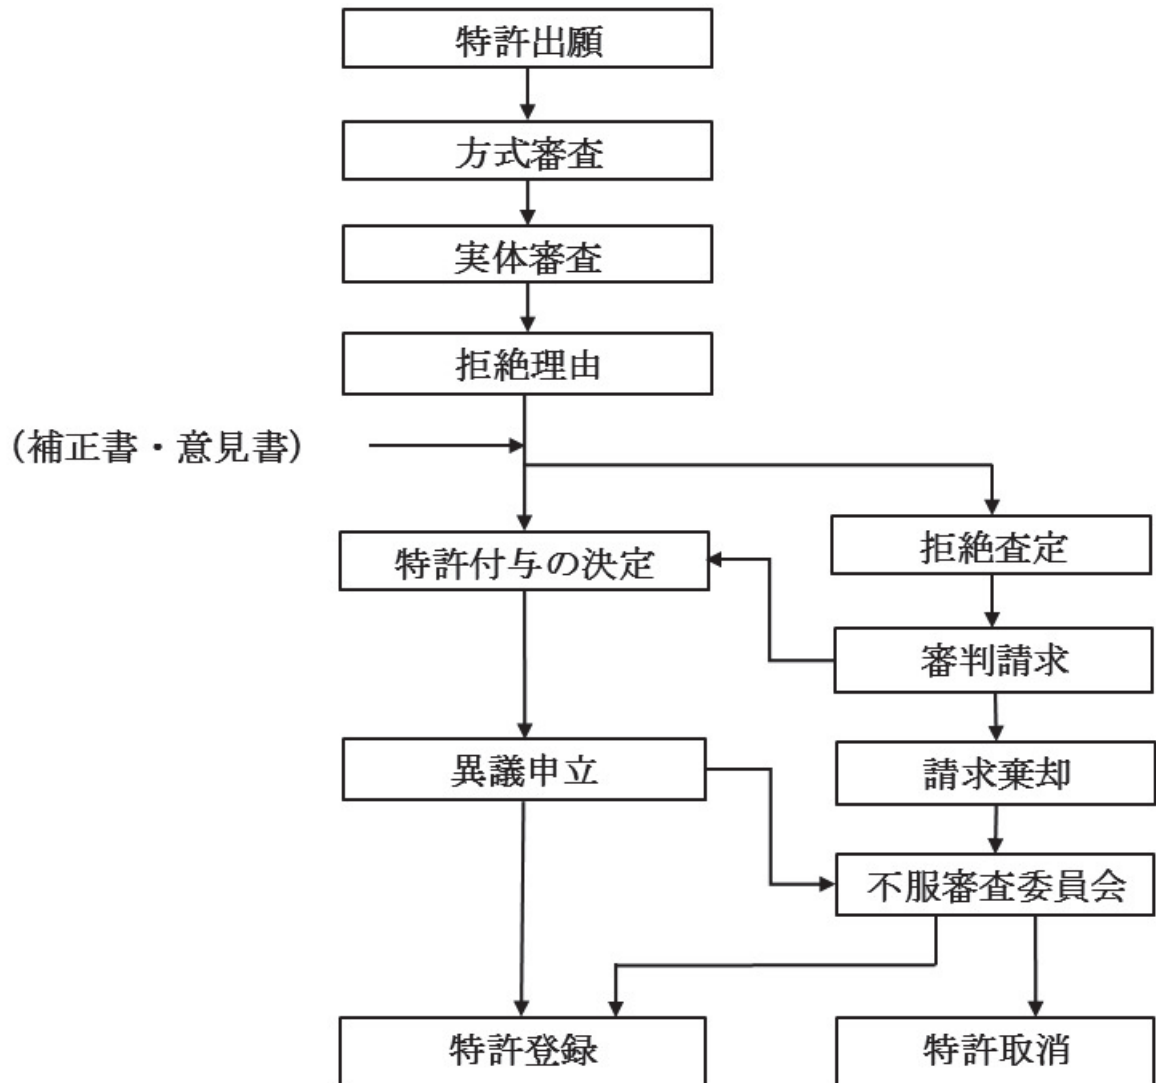 特許出願
方式審査
実体審査
拒絶理由
(補正書・意見書)
特許付与の決定
拒絶査定
審判請求
異議申立
請求棄却
不服審査委員会
特許登録
特許取消